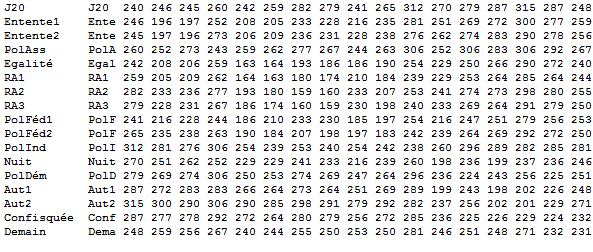 J20 J20 240 246 245 260 242 259 282 279 241 265 312 270 279 287 315 287 248
Entente1 Ente 246 196 197 252 208 205 233 228 216 235 281 251 269 272 300 277 259
Entente2 Ente 245 197 196 273 206 209 236 231 228 238 276 262 274 283 290 278 256
PolAss PolA 260 252 273 243 259 262 277 267 244 263 306 252 306 283 306 292 267
Egalité Egal 242 208 206 259 163 164 193 186 186 190 254 229 250 266 290 272 240
RA1 RA1 259 205 209 262 164 163 180 174 210 184 239 229 253 264 285 264 244
RA2 RA2 282 233 236 277 193 180 159 160 233 207 253 241 274 273 298 280 255
RA3 RA3 279 228 231 267 186 174 160 159 230 198 240 233 269 264 291 279 250
PolFéd1 PolF 241 216 228 244 186 210 233 230 185 197 254 216 247 251 279 256 253
PolFéd2 PolF 265 235 238 263 190 184 207 198 197 183 242 239 264 269 292 272 250
PolInd PolI 312 281 276 306 254 239 253 240 254 242 238 260 296 289 282 285 281
Nuit Nuit 270 251 262 252 229 229 241 233 216 239 260 198 236 199 237 236 246
PolDém PolD 279 269 274 306 250 253 274 269 247 264 296 236 224 243 256 225 251
Aut1 Aut1 287 272 283 283 266 264 273 264 251 269 289 199 243 198 202 226 248
Aut2 Aut2 315 300 290 306 290 285 298 291 279 292 282 237 256 202 201 229 271
Confisquée Conf 287 277 278 292 272 264 280 279 256 272 285 236 225 226 229 224 232
Demain Dema 248 259 256 267 240 244 255 250 253 250 281 246 251 248 271 232 231